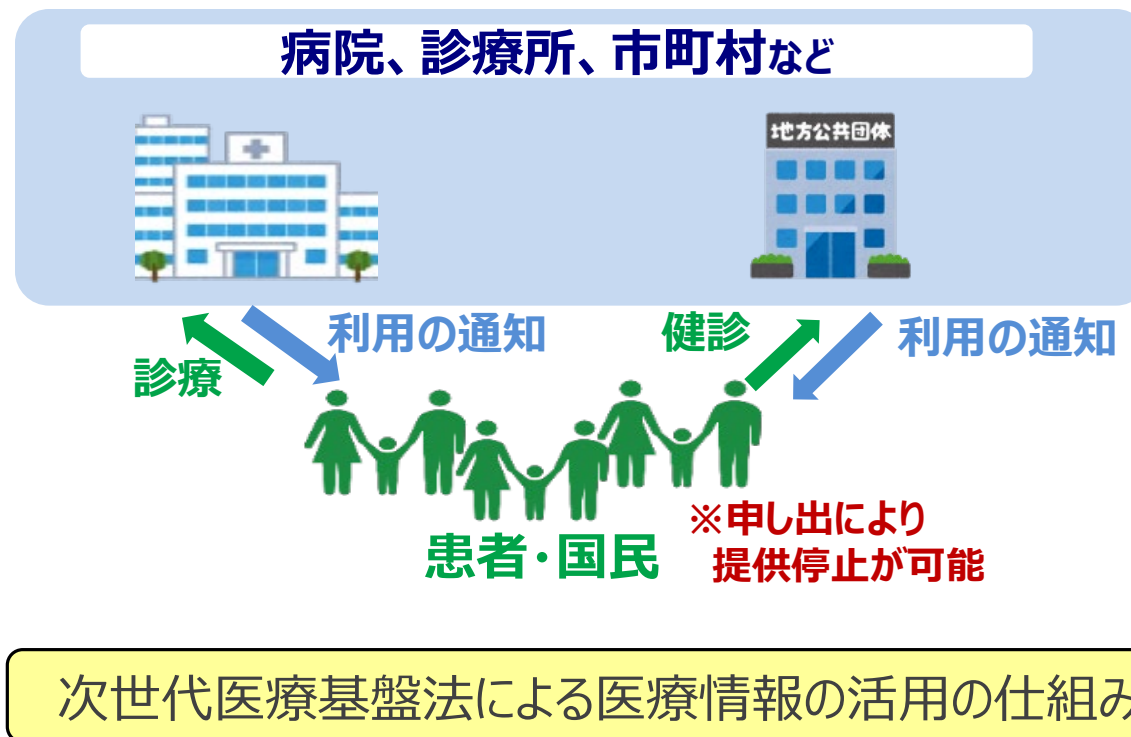 病院、診療所、市町村など
地方公共団体
利用の通知
健診
利用の通知
診療
※申し出により
提供停止が可能
患者・国民
次世代医療基盤法による医療情報の活用の仕組み